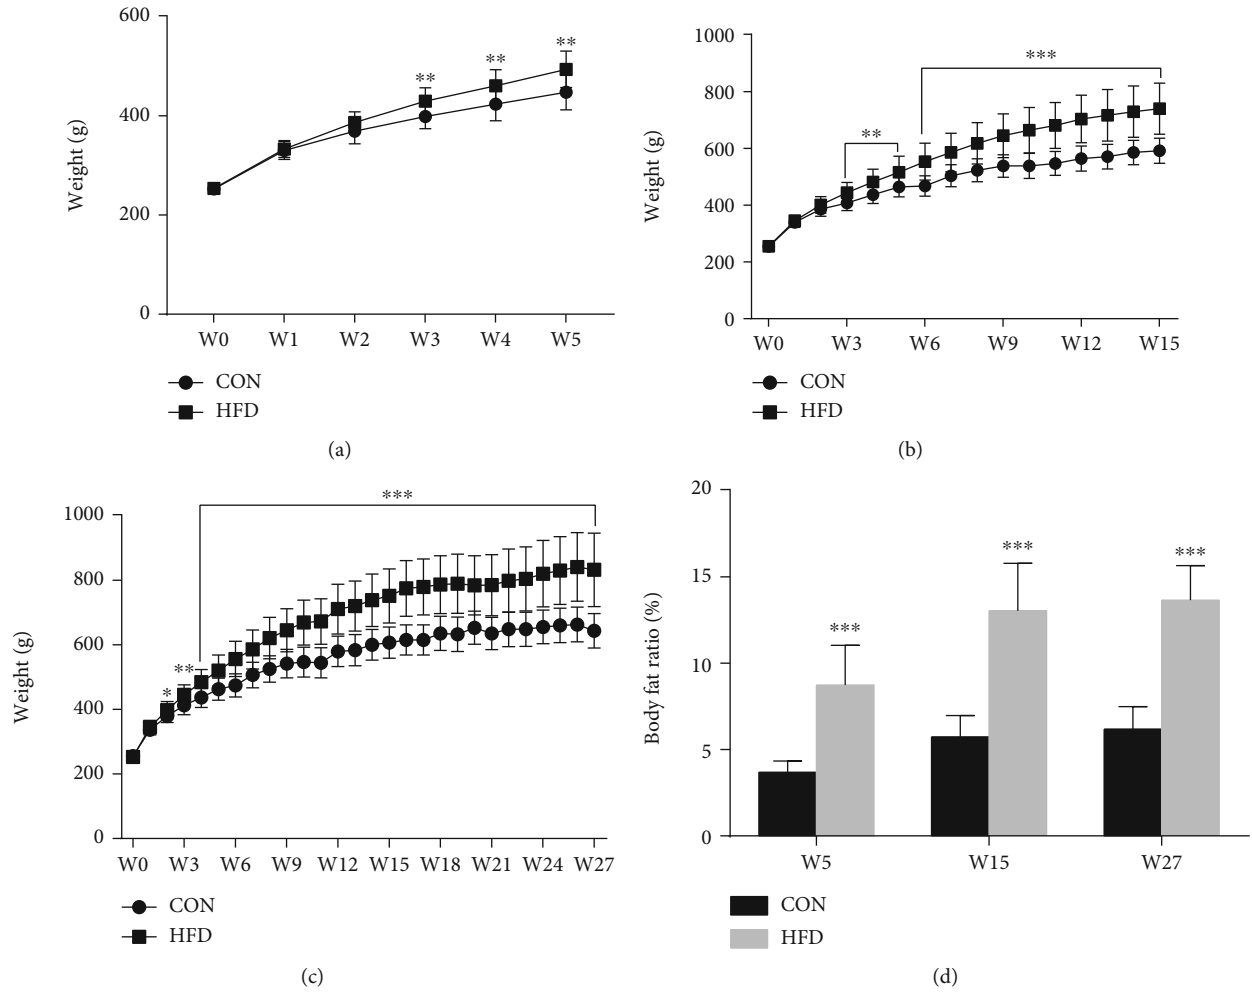 600
400
200
0
Weight (g)
** ** **
W0 W1 W2 W3 W4 W5
CON
HFD
(a)
1000
800
600
400
200
0
Weight (g)
**
***
W0 W3 W6 W9 W12 W15
CON
HFD
(b)
1000
800
600
400
200
0
Weight (g)
*
**
***
W0 W3 W6 W9 W12 W15 W18 W21 W24 W27
CON
HFD
(c)
20
15
10
5
0
Body fat ratio (%)
*** *** ***
W5 W15 W27
CON
HFD
(d)